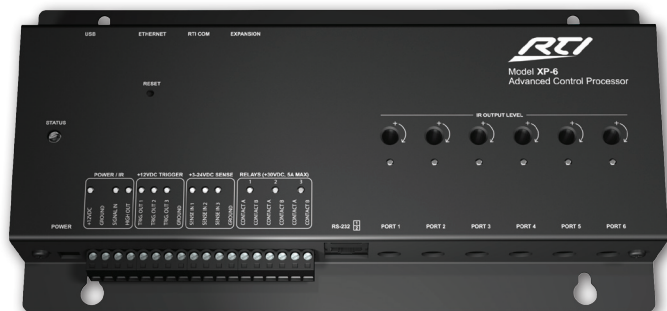 USB ETHERNET RTI COM EXPANSION
RTI
Model XP-6
Advanced Control Processor
RESET
IR OUTPUT LEVEL
+ + + + + +
STATUS
POWER / IR +12VDC TRIGGER +3-24VDC SENSE RELAYS (+30VDC, 5A MAX)
1 2 3
+12VDC
GROUND
SIGNAL IN
HIGH OUT
TRIG. OUT 1
TRIG. OUT 2
TRIG. OUT 3
GROUND
SENSE IN 1
SENSE IN 2
SENSE IN 3
GROUND
CONTACT A
CONTACT B
CONTACT A
CONTACT B
CONTACT A
CONTACT B
POWER
RS-232 1 2
PORT 1 PORT 2 PORT 3 PORT 4 PORT 5 PORT 6